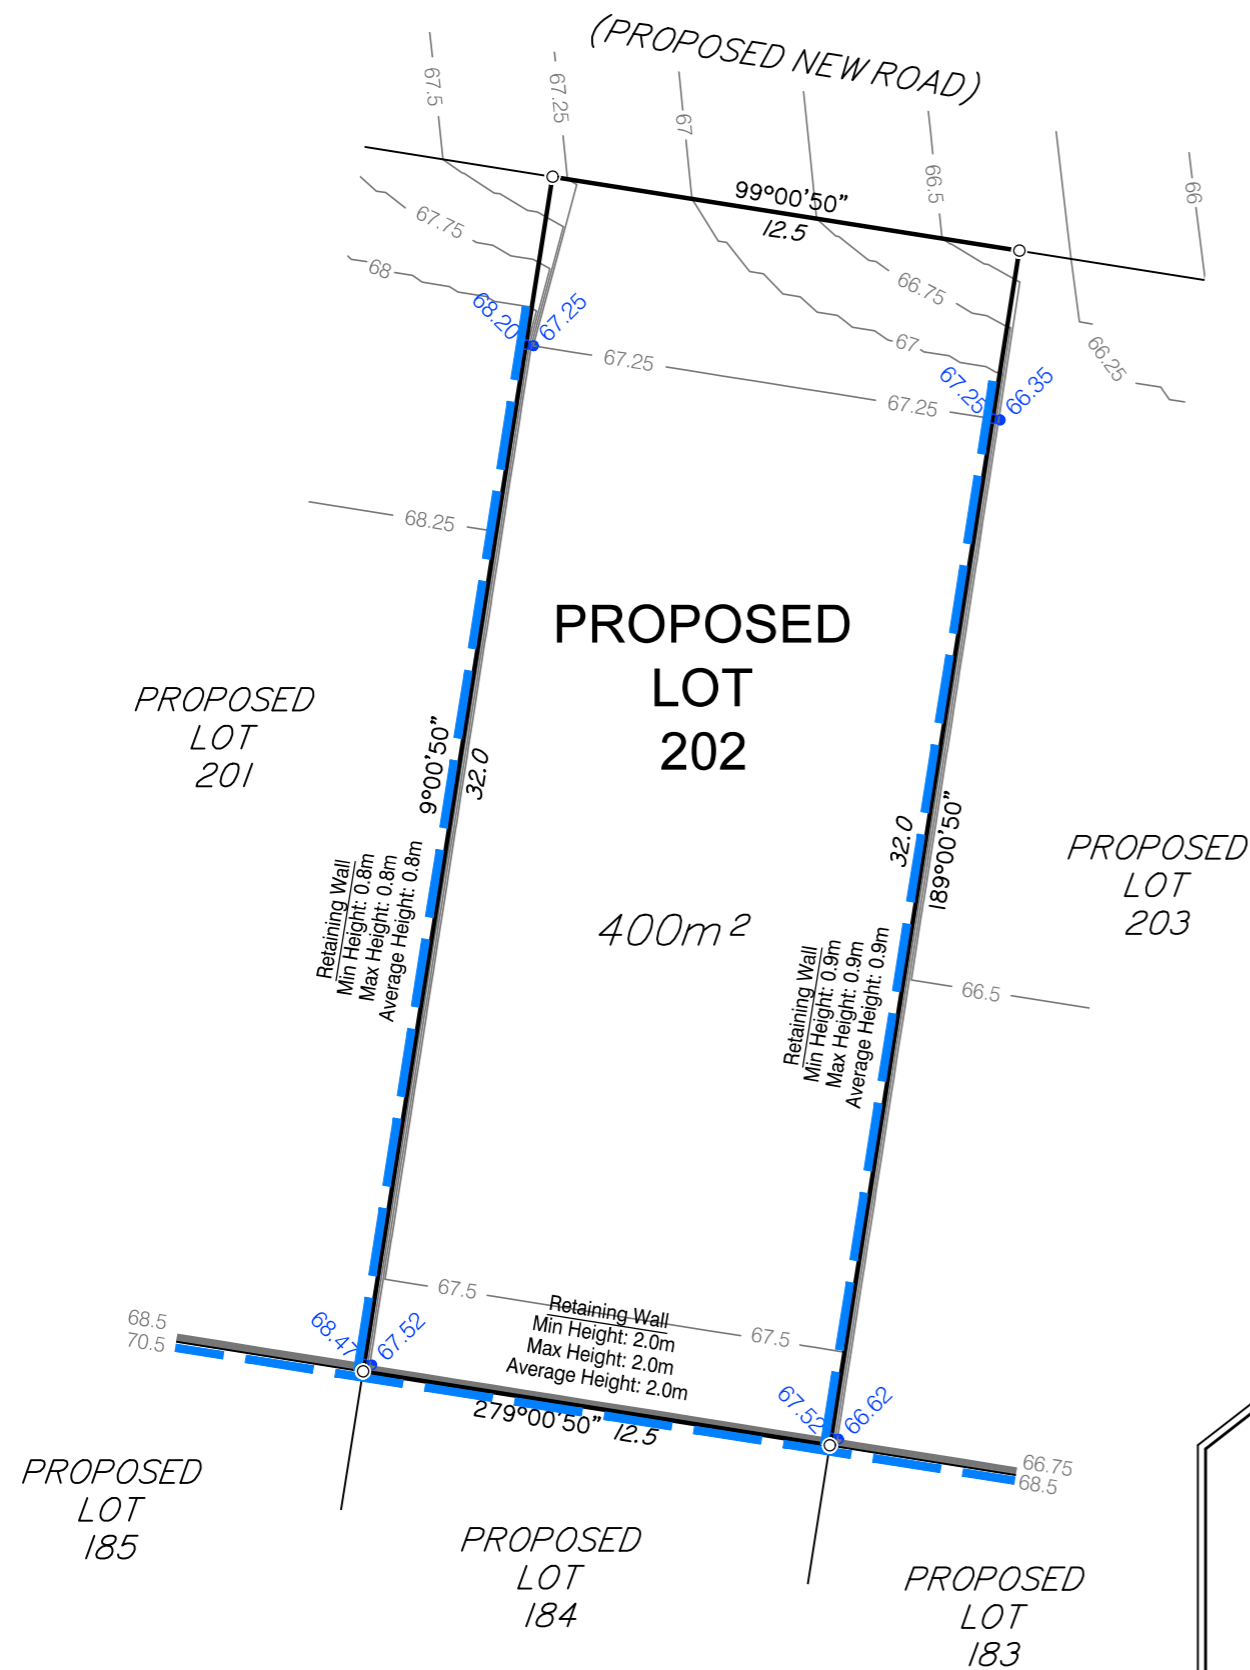 (PROPOSED NEW ROAD)
67.5
67.25
67
66.5
66
99°00'50"
12.5
67.75
68
66.75
67
66.25
68.20
67.25
67.25
67.25
67.25
66.35
68.25
PROPOSED
LOT
202
PROPOSED
LOT
201
9°00'50"
32.0
32.0
189°00'50"
PROPOSED
LOT
203
400m²
Retaining Wall
Min Height: 0.8m
Max Height: 0.8m
Average Height: 0.8m
Retaining Wall
Min Height: 0.9m
Max Height: 0.9m
Average Height: 0.9m
66.5
67.5
67.5
Retaining Wall
Min Height: 2.0m
Max Height: 2.0m
Average Height: 2.0m
68.5
70.5
68.47
67.52
67.52
66.62
279°00'50"
12.5
66.75
68.5
PROPOSED
LOT
185
PROPOSED
LOT
184
PROPOSED
LOT
183